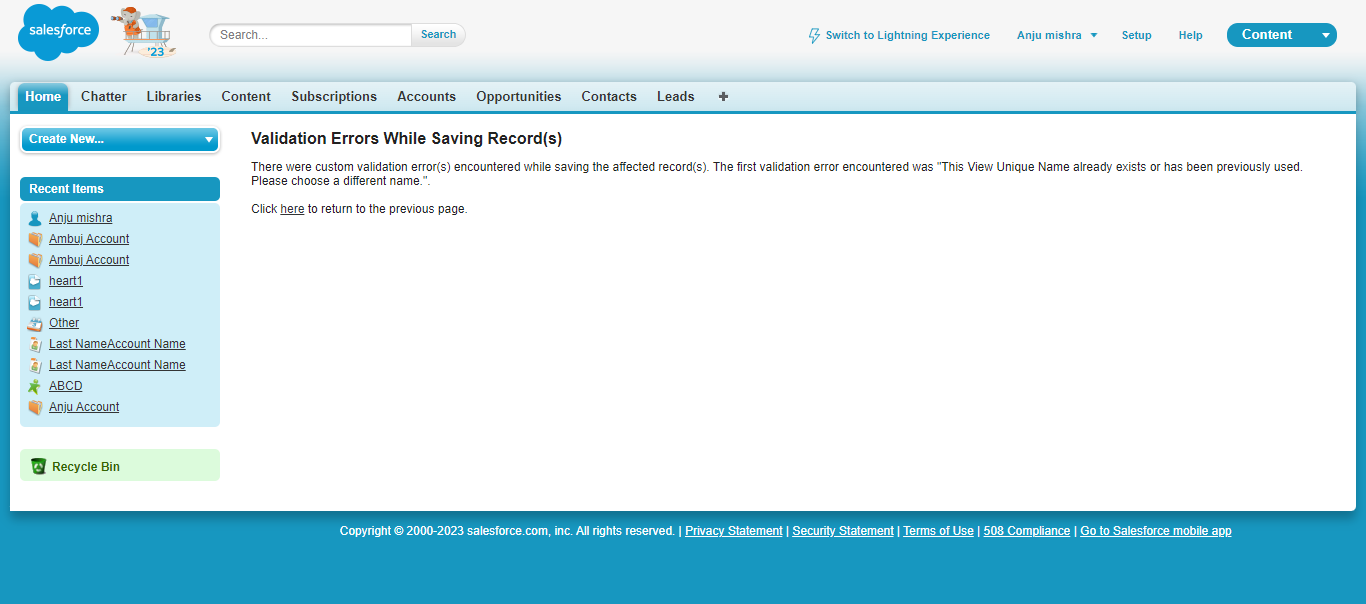 salesforce
'23
Search...
Search
Switch to Lightning Experience
Anju mishra
Setup
Help
Content
Home
Chatter
Libraries
Content
Subscriptions
Accounts
Opportunities
Contacts
Leads
+
Create New...
Recent Items
Anju mishra
Ambuj Account
Ambuj Account
heart1
heart1
Other
Last NameAccount Name
Last NameAccount Name
ABCD
Anju Account
Recycle Bin
Validation Errors While Saving Record(s)
There were custom validation error(s) encountered while saving the affected record(s). The first validation error encountered was "This View Unique Name already exists or has been previously used.
Please choose a different name.".
Click here to return to the previous page.
Copyright © 2000-2023 salesforce.com, inc. All rights reserved. | Privacy Statement | Security Statement | Terms of Use | 508 Compliance | Go to Salesforce mobile app